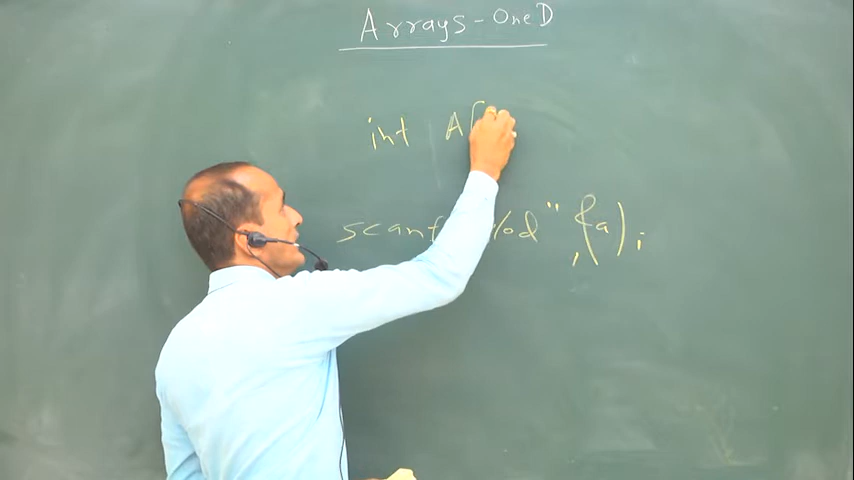 Arrays - One D
int A[
scanf %d", &a);